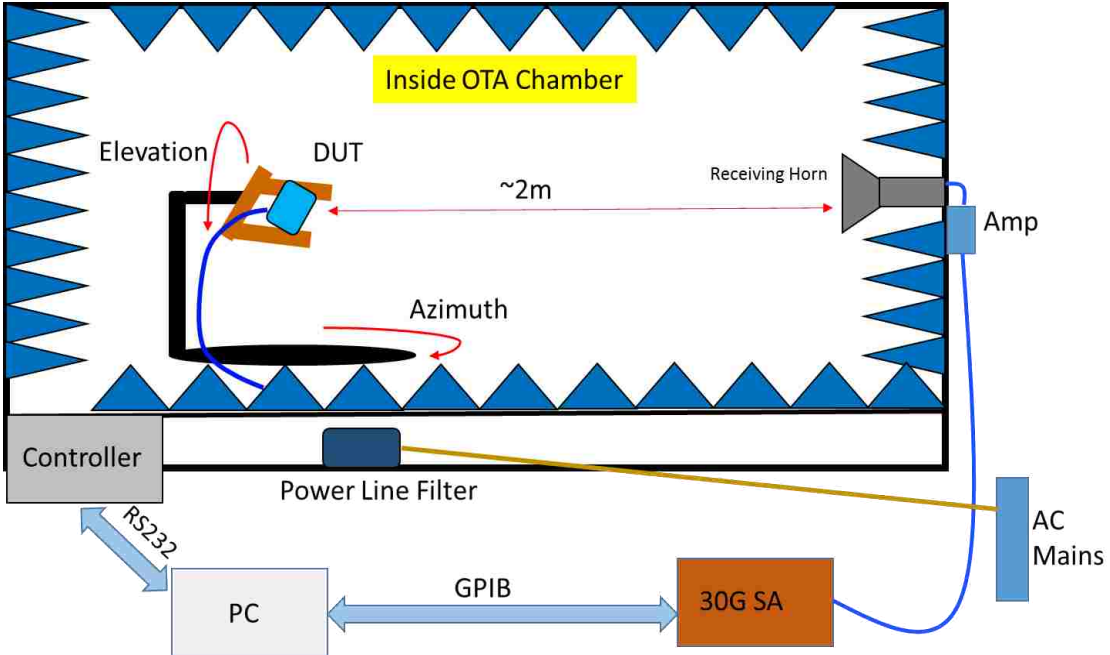 Inside OTA Chamber
Elevation
DUT
~2m
Receiving Horn
Amp
Azimuth
Controller
Power Line Filter
RS232
AC
Mains
GPIB
PC
30G SA